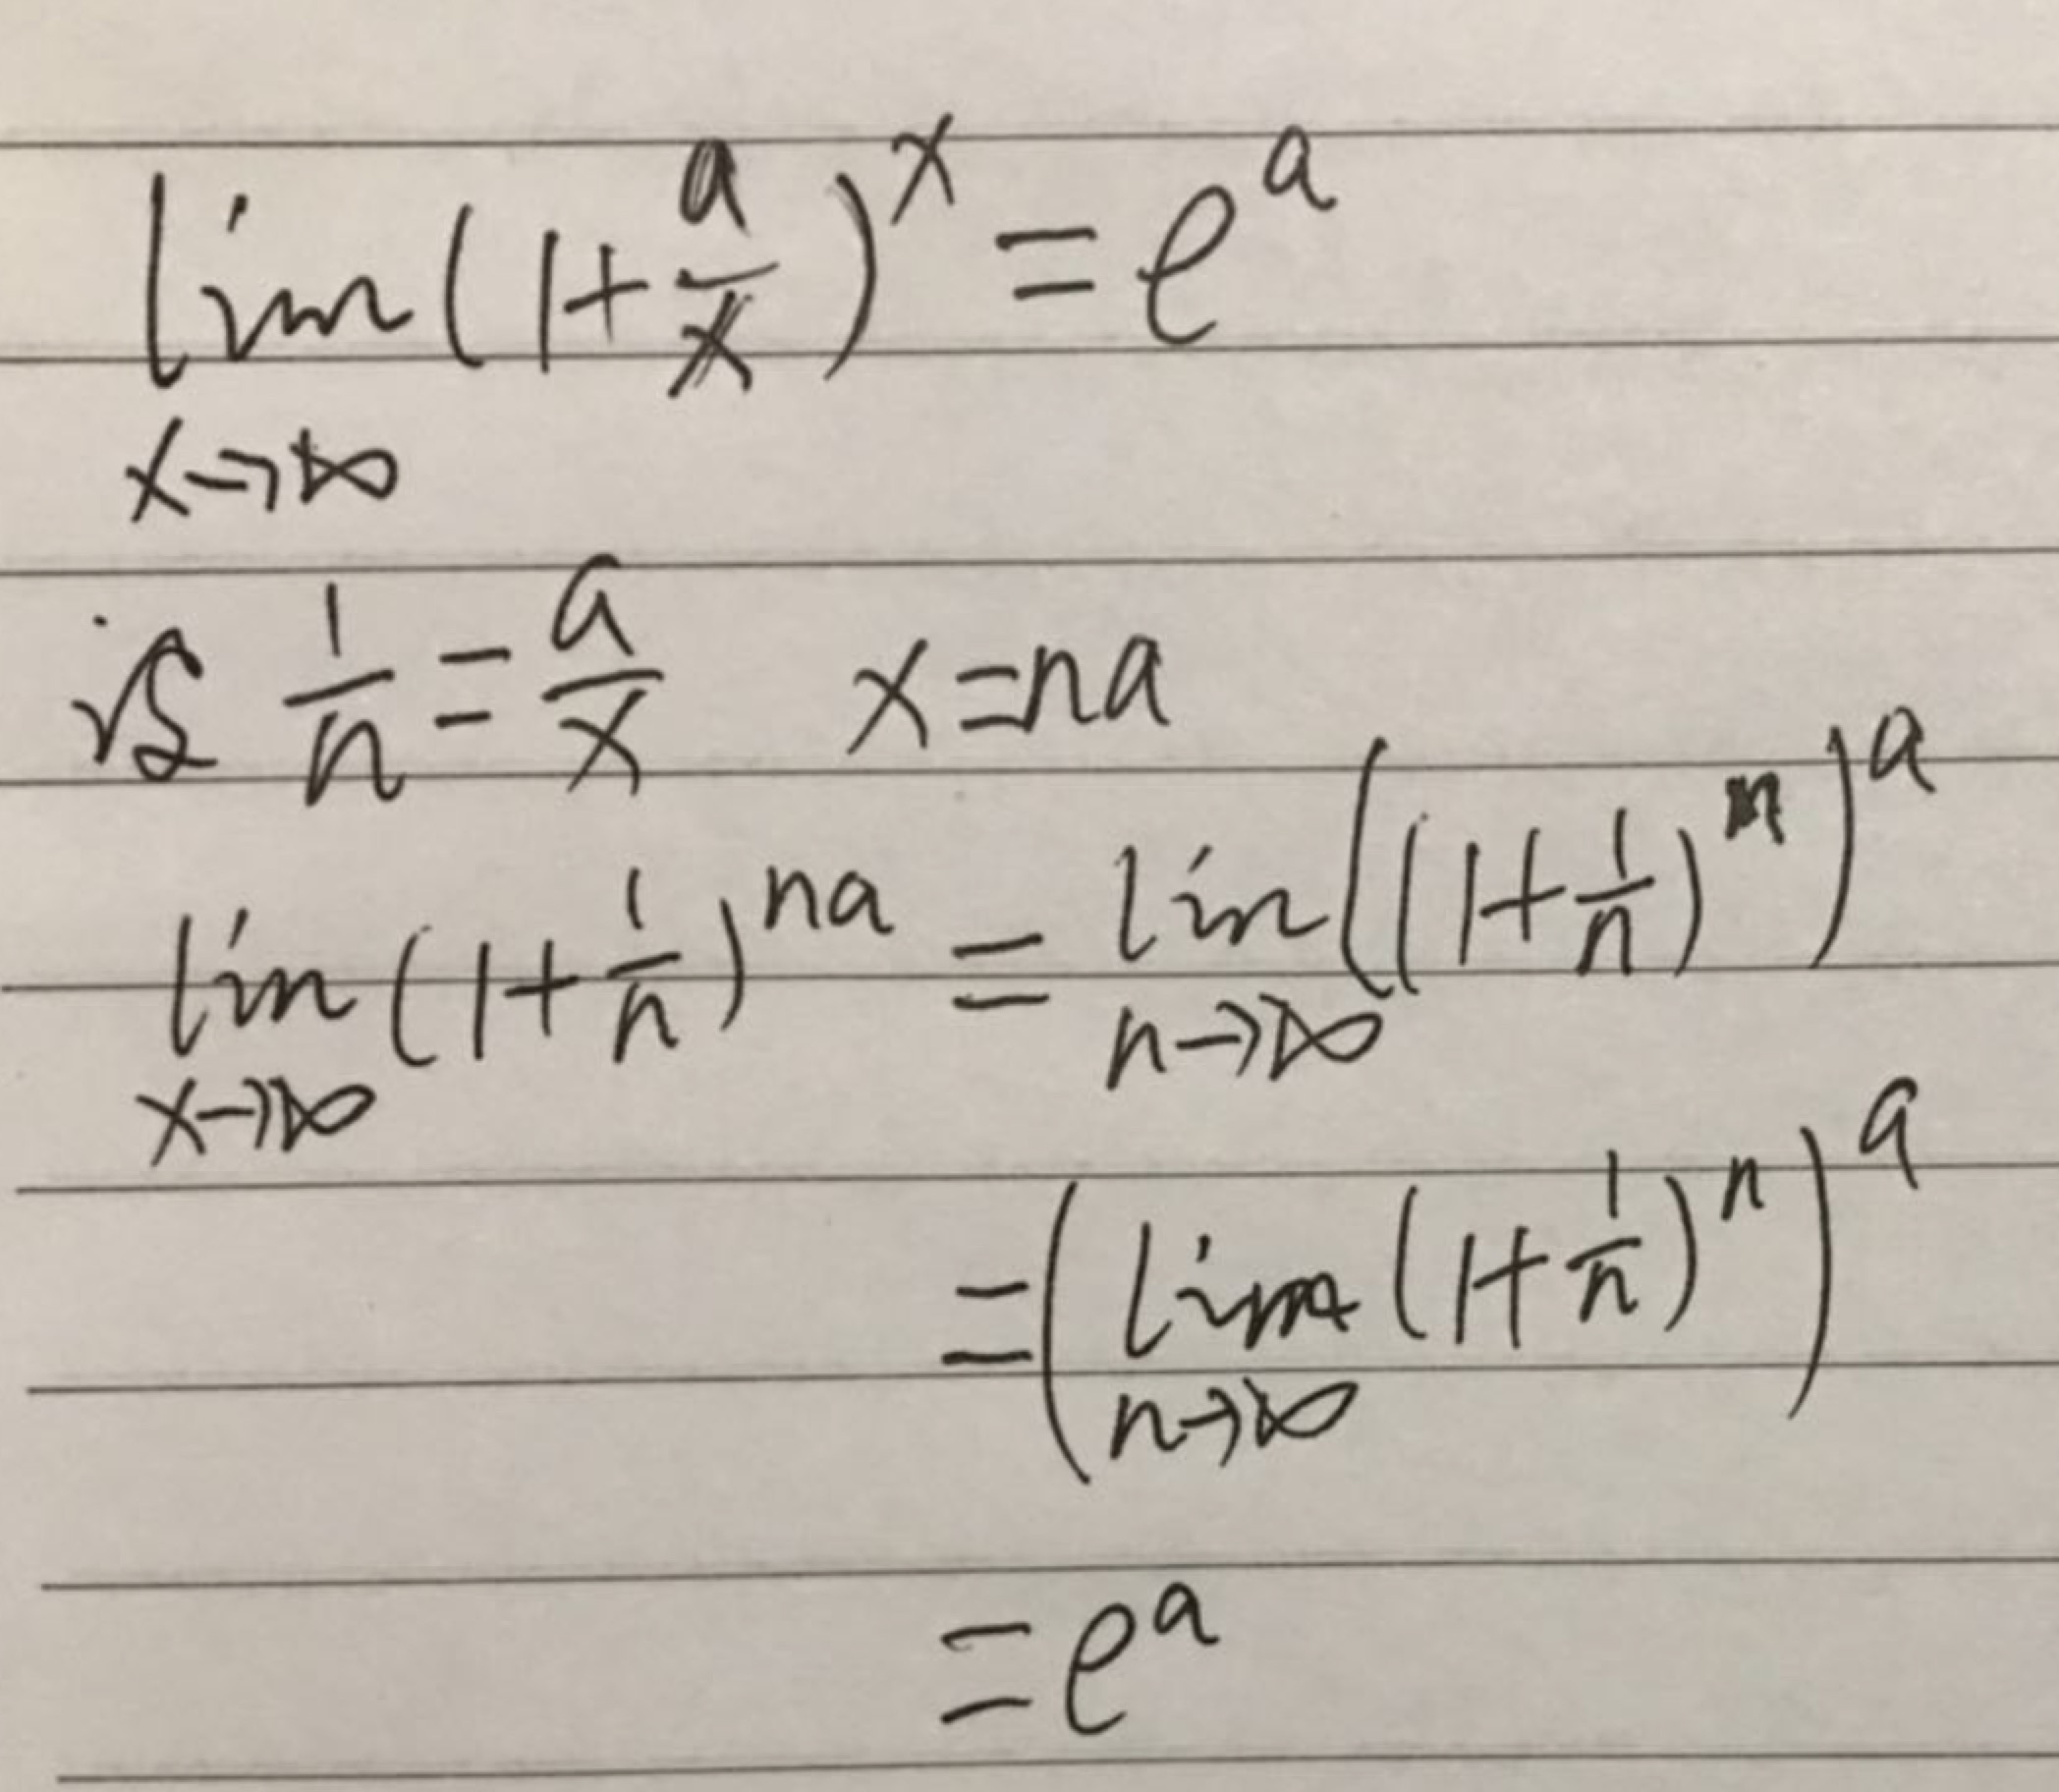 lim(1+a/x)^x = e^a
x→∞
设 1/n = a/x x=na
lim(1+1/n)^na = lim((1+1/n)^n)^a
x→∞ n→∞
=(lim(1+1/n)^n)^a
n→∞
=e^a